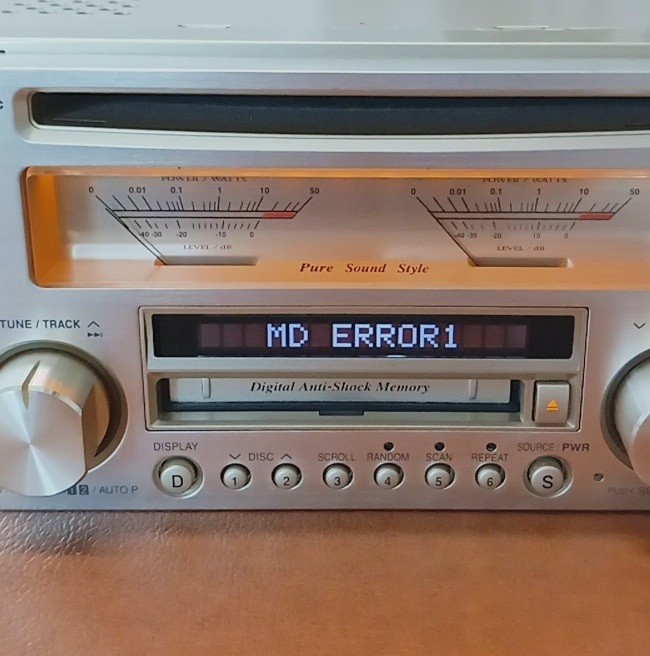 C
POWER / WATTS POWER / WATTS
0 0.01 0.1 1 10 50 0 0.01 0.1 1 10 50
-40 -30 -20 -10 0 -40 -30 -20 -10 0
LEVEL / dB LEVEL / dB
Pure Sound Style
TUNE / TRACK
MD ERROR1
Digital Anti-Shock Memory
DISPLAY DISC SCROLL RANDOM SCAN REPEAT SOURCE / PWR
D 1 2 3 4 5 6 S
12 / AUTO P PUSH